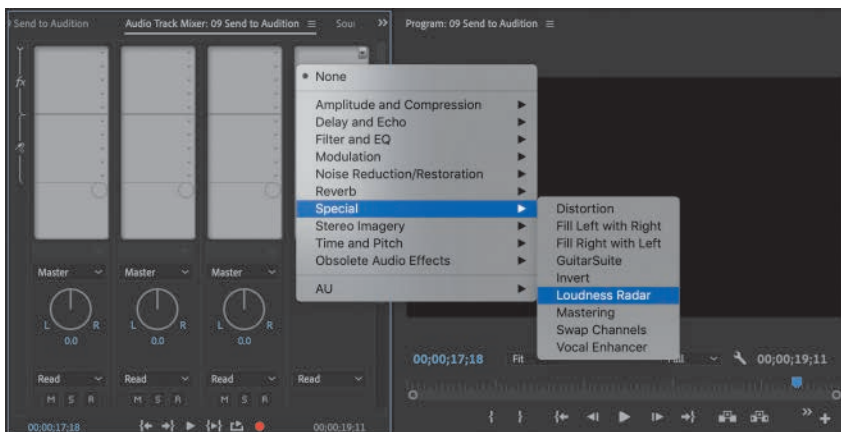 Send to Audition
Audio Track Mixer: 09 Send to Audition
Sou
Program: 09 Send to Audition
fx
None
Amplitude and Compression
Delay and Echo
Filter and EQ
Modulation
Noise Reduction/Restoration
Reverb
Special
Stereo Imagery
Time and Pitch
Obsolete Audio Effects
AU
Distortion
Fill Left with Right
Fill Right with Left
GuitarSuite
Invert
Loudness Radar
Mastering
Swap Channels
Vocal Enhancer
Master Master Master
L R L R L R
0.0 0.0 0.0
Read Read Read Read
M S R M S R M S R
00;00;17;18 00;00;19;11
00;00;17;18 Fit 00;00;19;11